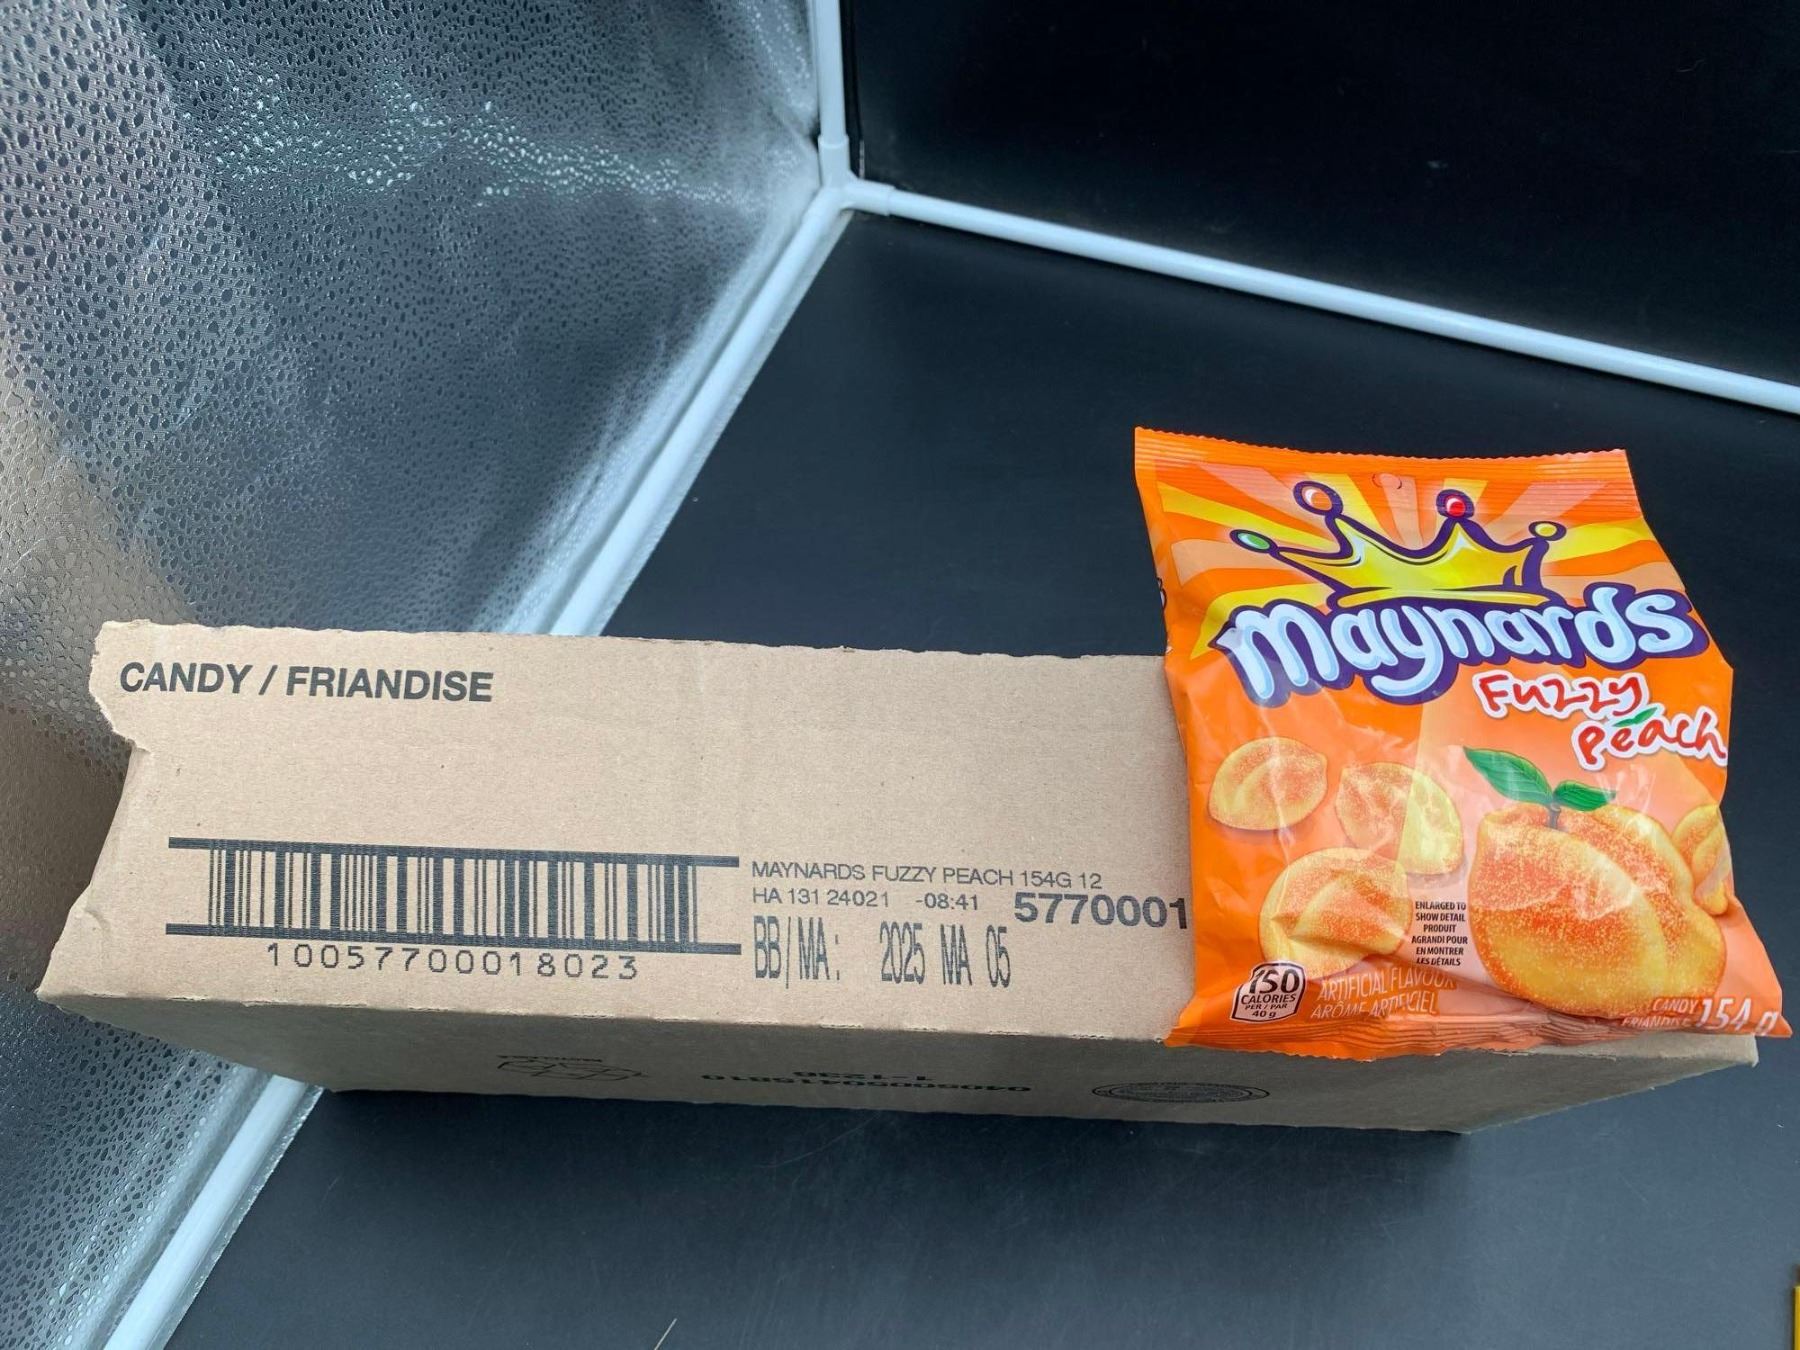 CANDY / FRIANDISE
MAYNARDS FUZZY PEACH 154G 12
HA 131 24021 -08:41 5770001
BB/MA: 2025 MA 05
10057700018023
Maynards
Fuzzy
Peach
ENLARGED TO
SHOW DETAIL
PRODUIT
AGRANDI POUR
EN MONTRER
LES DÉTAILS
150
CALORIES
PER / PAR
40 g
ARTIFICIAL FLAVOUR
ARÔME ARTIFICIEL
CANDY
FRIANDISE
154 g